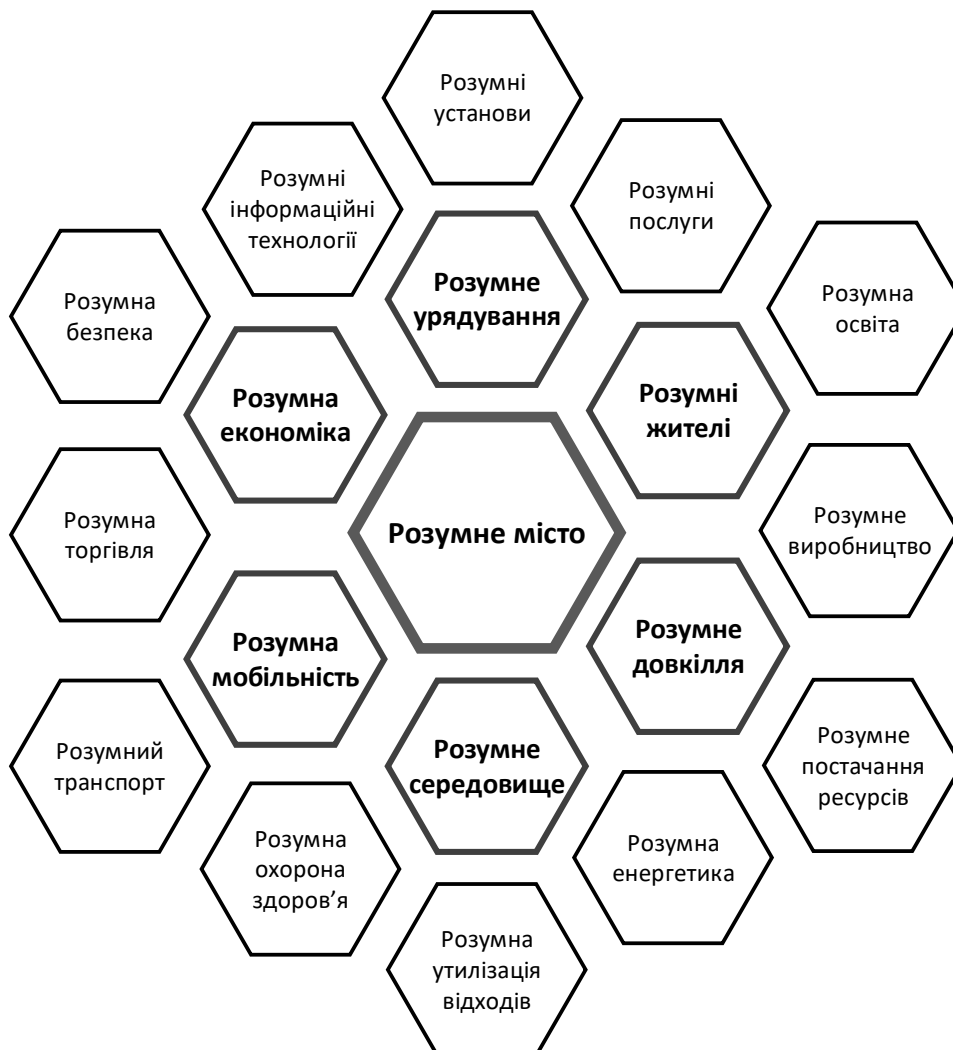 Розумні
установи
Розумні
інформаційні
технології
Розумні
послуги
Розумна
безпека
Розумне
урядування
Розумна
освіта
Розумна
економіка
Розумні
жителі
Розумна
торгівля
Розумне місто
Розумне
виробництво
Розумна
мобільність
Розумне
довкілля
Розумний
транспорт
Розумне
середовище
Розумне
постачання
ресурсів
Розумна
охорона
здоров’я
Розумна
енергетика
Розумна
утилізація
відходів